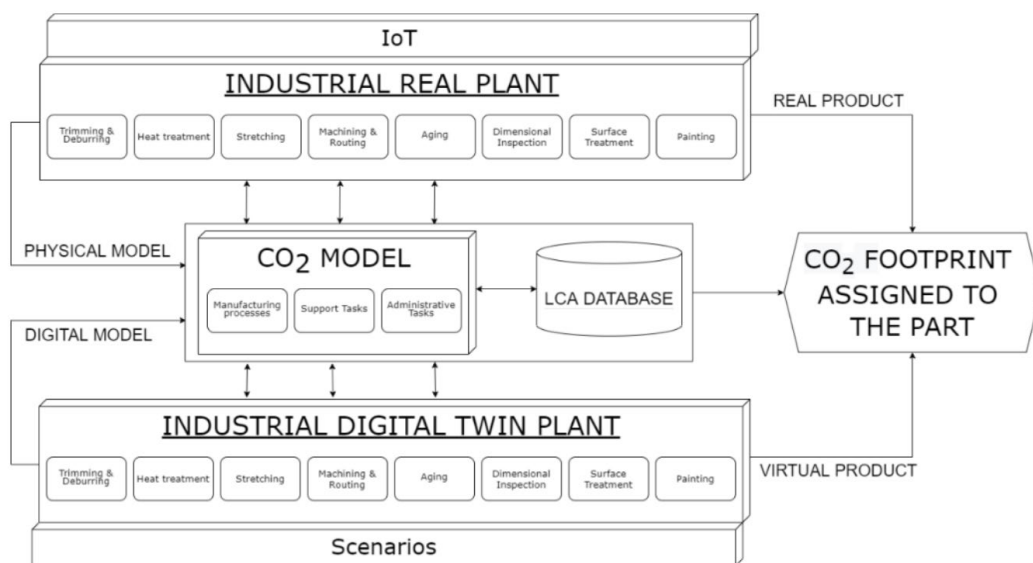 IoT
INDUSTRIAL REAL PLANT
REAL PRODUCT
Trimming &
Deburring
Heat treatment
Stretching
Machining &
Routing
Aging
Dimensional
Inspection
Surface
Treatment
Painting
PHYSICAL MODEL
CO2 MODEL
Manufacturing
processes
Support Tasks
Administrative
Tasks
LCA DATABASE
CO2 FOOTPRINT
ASSIGNED TO
THE PART
DIGITAL MODEL
INDUSTRIAL DIGITAL TWIN PLANT
Trimming &
Deburring
Heat treatment
Stretching
Machining &
Routing
Aging
Dimensional
Inspection
Surface
Treatment
Painting
VIRTUAL PRODUCT
Scenarios